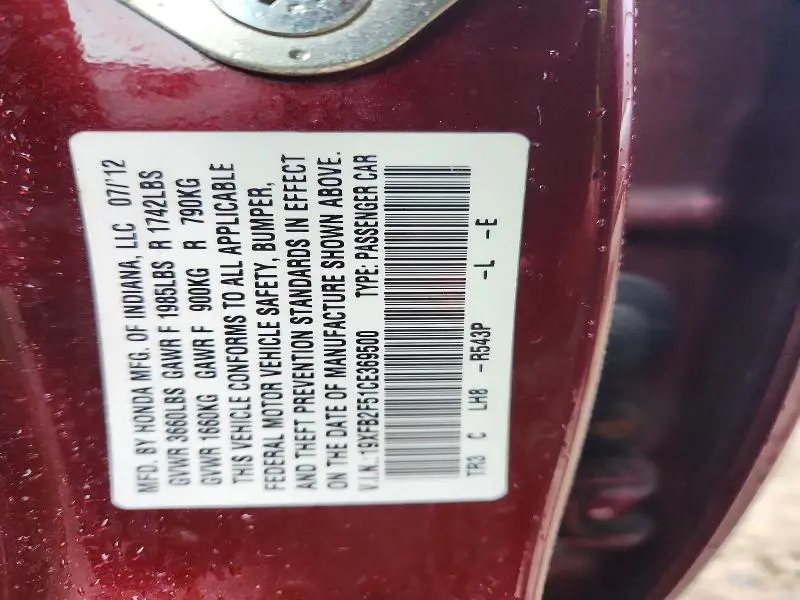 MFD. BY HONDA MFG. OF INDIANA, LLC 07/12
GVWR 3660LBS GAWR F 1985LBS R 1742LBS
GVWR 1660KG GAWR F 900KG R 790KG
THIS VEHICLE CONFORMS TO ALL APPLICABLE
FEDERAL MOTOR VEHICLE SAFETY, BUMPER,
AND THEFT PREVENTION STANDARDS IN EFFECT
ON THE DATE OF MANUFACTURE SHOWN ABOVE.
V.I.N.: 19XFB2F51CE369500 TYPE: PASSENGER CAR
TR3 C LH8 -R543P -L -E